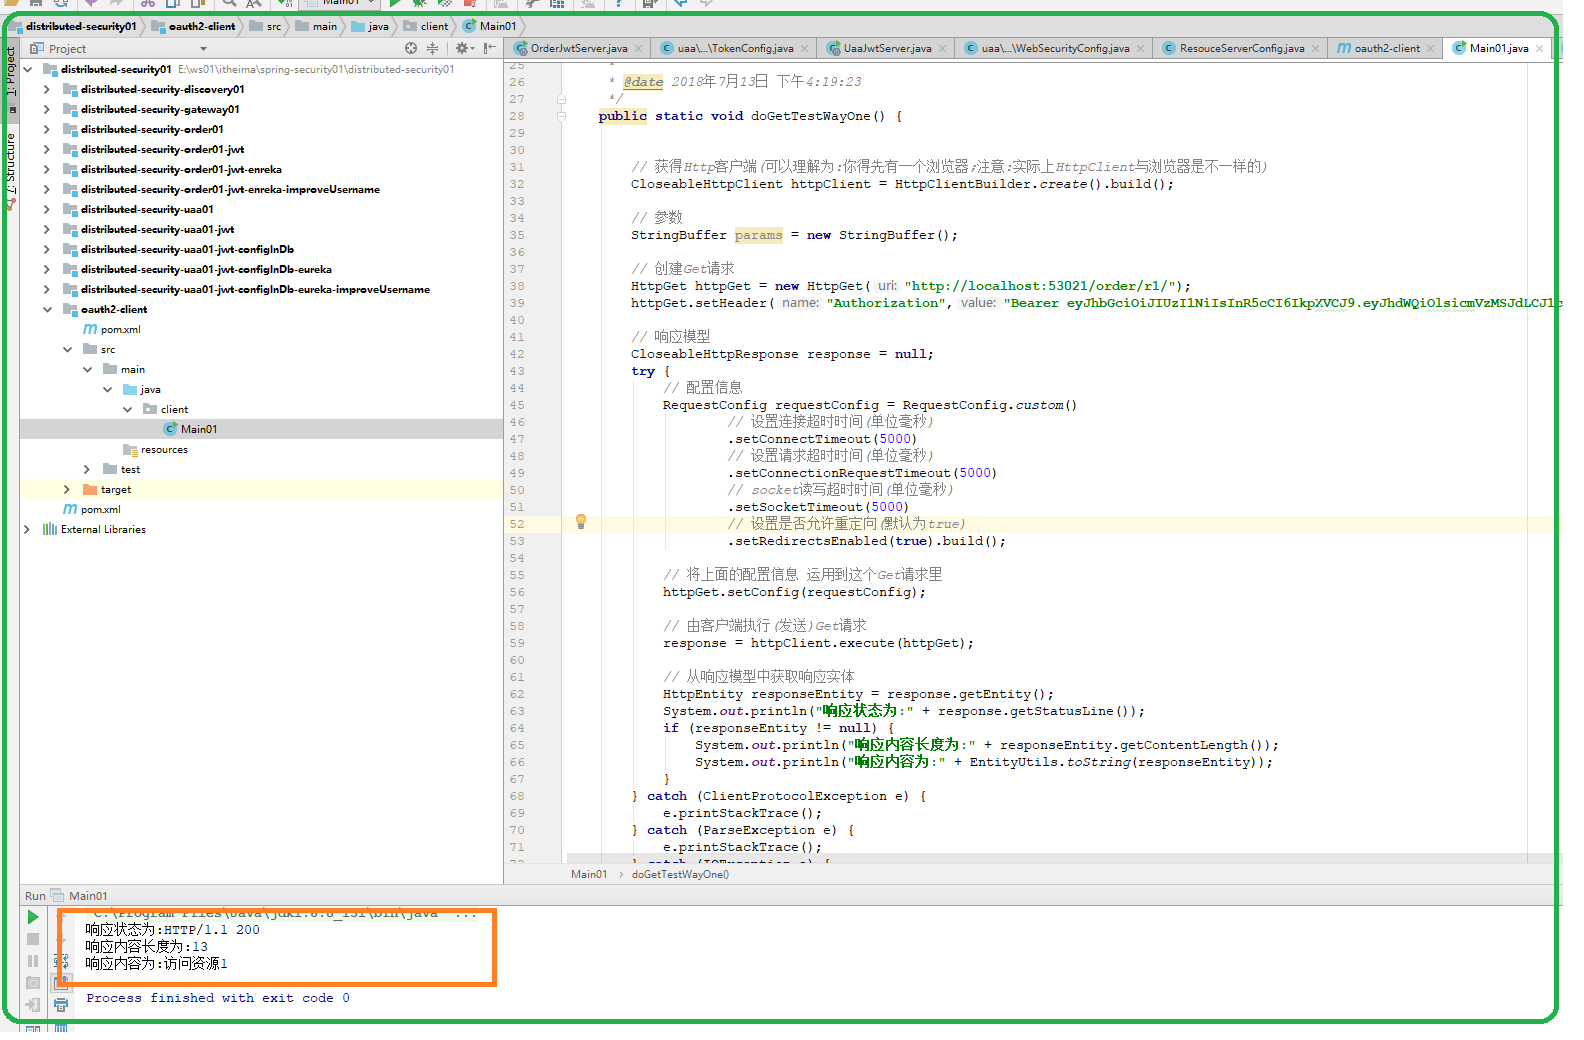 Main01
distributed-security01 oauth2-client src main java client Main01
Project
OrderJwtServer.java uaa\...\TokenConfig.java UaaJwtServer.java uaa\...\WebSecurityConfig.java ResouceServerConfig.java oauth2-client Main01.java
1: Project
7: Structure
distributed-security01 E:\ws01\itheima\spring-security01\distributed-security01
distributed-security-discovery01
distributed-security-gateway01
distributed-security-order01
distributed-security-order01-jwt
distributed-security-order01-jwt-enreka
distributed-security-order01-jwt-enreka-improveUsername
distributed-security-uaa01
distributed-security-uaa01-jwt
distributed-security-uaa01-jwt-configInDb
distributed-security-uaa01-jwt-configInDb-eureka
distributed-security-uaa01-jwt-configInDb-eureka-improveUsername
oauth2-client
pom.xml
src
main
java
client
Main01
resources
test
target
pom.xml
External Libraries
25 *
26 * @date 2018年7月13日 下午4:19:23
27 */
28 public static void doGetTestWayOne() {
29
30
31 // 获得Http客户端(可以理解为:你得先有一个浏览器;注意:实际上HttpClient与浏览器是不一样的)
32 CloseableHttpClient httpClient = HttpClientBuilder.create().build();
33
34 // 参数
35 StringBuffer params = new StringBuffer();
36
37 // 创建Get请求
38 HttpGet httpGet = new HttpGet( uri: "http://localhost:53021/order/r1/");
39 httpGet.setHeader( name: "Authorization", value: "Bearer eyJhbGciOiJIUzI1NiIsInR5cCI6IkpXVCJ9.eyJhdWQiOlsicmVzMSJdLCJ1c
40
41 // 响应模型
42 CloseableHttpResponse response = null;
43 try {
44 // 配置信息
45 RequestConfig requestConfig = RequestConfig.custom()
46 // 设置连接超时时间(单位毫秒)
47 .setConnectTimeout(5000)
48 // 设置请求超时时间(单位毫秒)
49 .setConnectionRequestTimeout(5000)
50 // socket读写超时时间(单位毫秒)
51 .setSocketTimeout(5000)
52 // 设置是否允许重定向(默认为true)
53 .setRedirectsEnabled(true).build();
54
55 // 将上面的配置信息 运用到这个Get请求里
56 httpGet.setConfig(requestConfig);
57
58 // 由客户端执行(发送)Get请求
59 response = httpClient.execute(httpGet);
60
61 // 从响应模型中获取响应实体
62 HttpEntity responseEntity = response.getEntity();
63 System.out.println("响应状态为:" + response.getStatusLine());
64 if (responseEntity != null) {
65 System.out.println("响应内容长度为:" + responseEntity.getContentLength());
66 System.out.println("响应内容为:" + EntityUtils.toString(responseEntity));
67 }
68 } catch (ClientProtocolException e) {
69 e.printStackTrace();
70 } catch (ParseException e) {
71 e.printStackTrace();
72 } catch (IOException e) {
Main01 › doGetTestWayOne()
Run Main01
"C:\Program Files\Java\jdk1.8.0_131\bin\java" ...
响应状态为:HTTP/1.1 200
响应内容长度为:13
响应内容为:访问资源1
Process finished with exit code 0